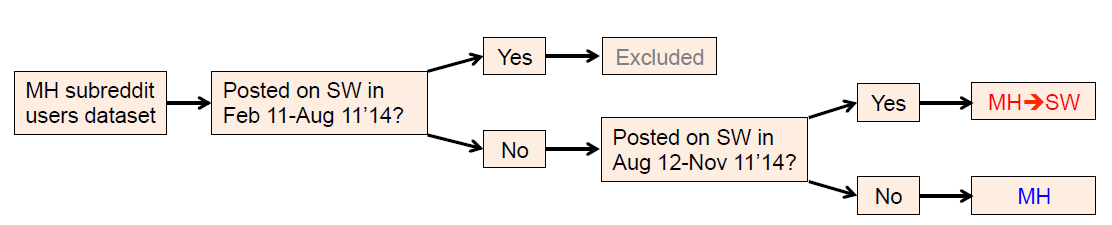 MH subreddit
users dataset
Posted on SW in
Feb 11-Aug 11'14?
Yes
Excluded
No
Posted on SW in
Aug 12-Nov 11'14?
Yes
MH➔SW
No
MH